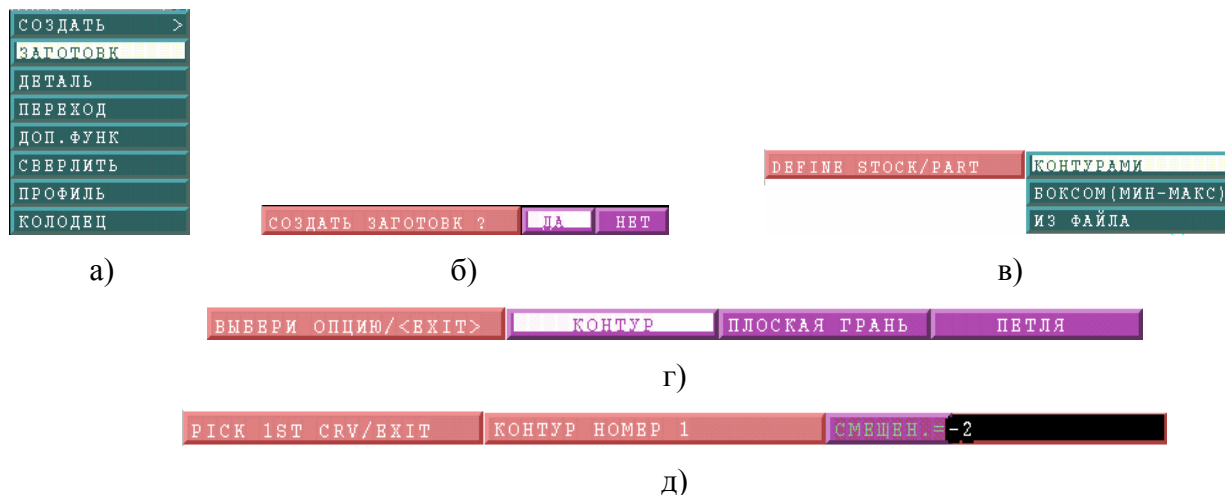 СОЗДАТЬ >
ЗАГОТОВК
ДЕТАЛЬ
ПЕРЕХОД
ДОП.ФУНК
СВЕРЛИТЬ
ПРОФИЛЬ
КОЛОДЕЦ
а)
СОЗДАТЬ ЗАГОТОВК ? ДА НЕТ
б)
DEFINE STOCK/PART КОНТУРАМИ
БОКСОМ(МИН-МАКС)
ИЗ ФАЙЛА
в)
ВЫБЕРИ ОПЦИЮ/<EXIT> КОНТУР ПЛОСКАЯ ГРАНЬ ПЕТЛЯ
г)
PICK 1ST CRV/EXIT КОНТУР НОМЕР 1 СМЕЩЕН.=-2
д)